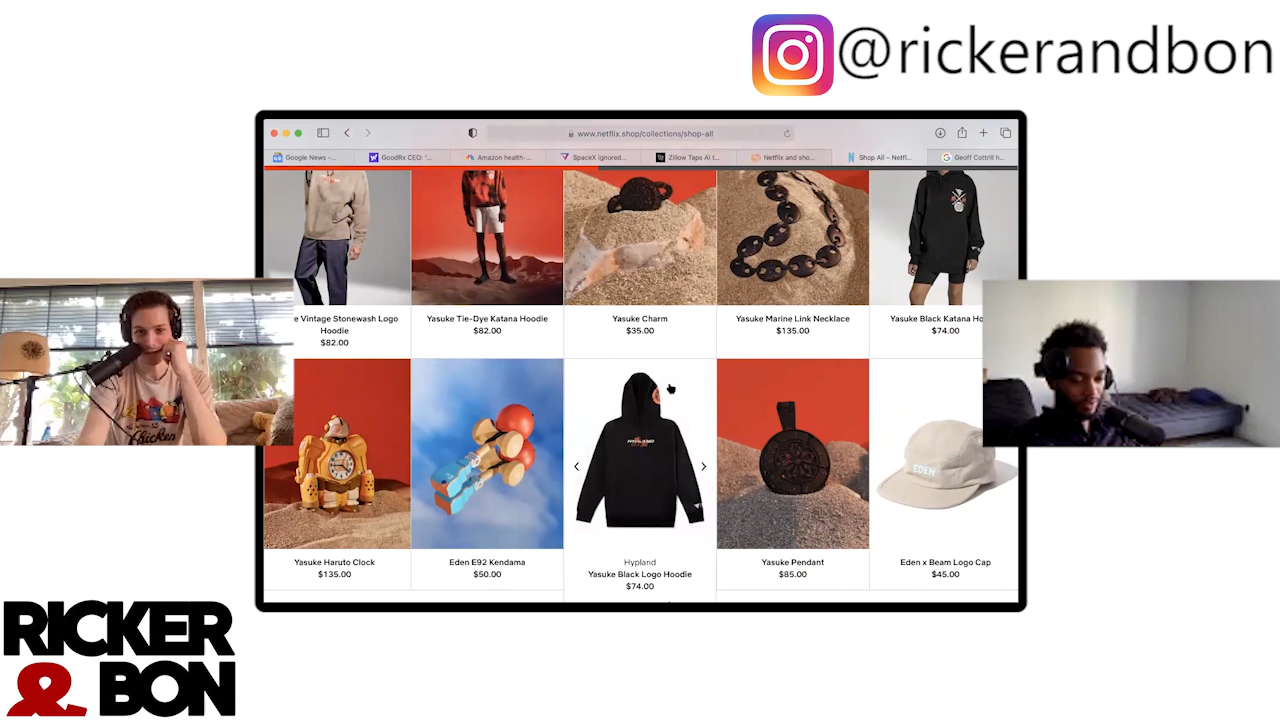 @rickerandbon
www.netflix.shop/collections/shop-all
Google News -...
GoodRx CEO: '...
Amazon health-...
SpaceX ignored...
Zillow Taps AI t...
Netflix and sho...
Shop All – Netfl...
Geoff Cottrill h...
e Vintage Stonewash Logo
Hoodie
$82.00
Yasuke Tie-Dye Katana Hoodie
$82.00
Yasuke Charm
$35.00
Yasuke Marine Link Necklace
$135.00
Yasuke Black Katana Ho
$74.00
Chicken
EDEN
Yasuke Haruto Clock
$135.00
Eden E92 Kendama
$50.00
Hypland
Yasuke Black Logo Hoodie
$74.00
Yasuke Pendant
$85.00
Eden x Beam Logo Cap
$45.00
RICKER
& BON